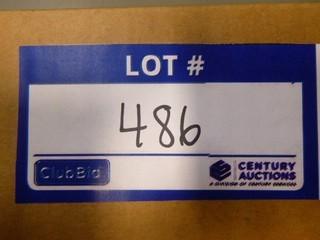 LOT #
486
ClubBid
CENTURY
AUCTIONS
A DIVISION OF CENTURY SERVICES